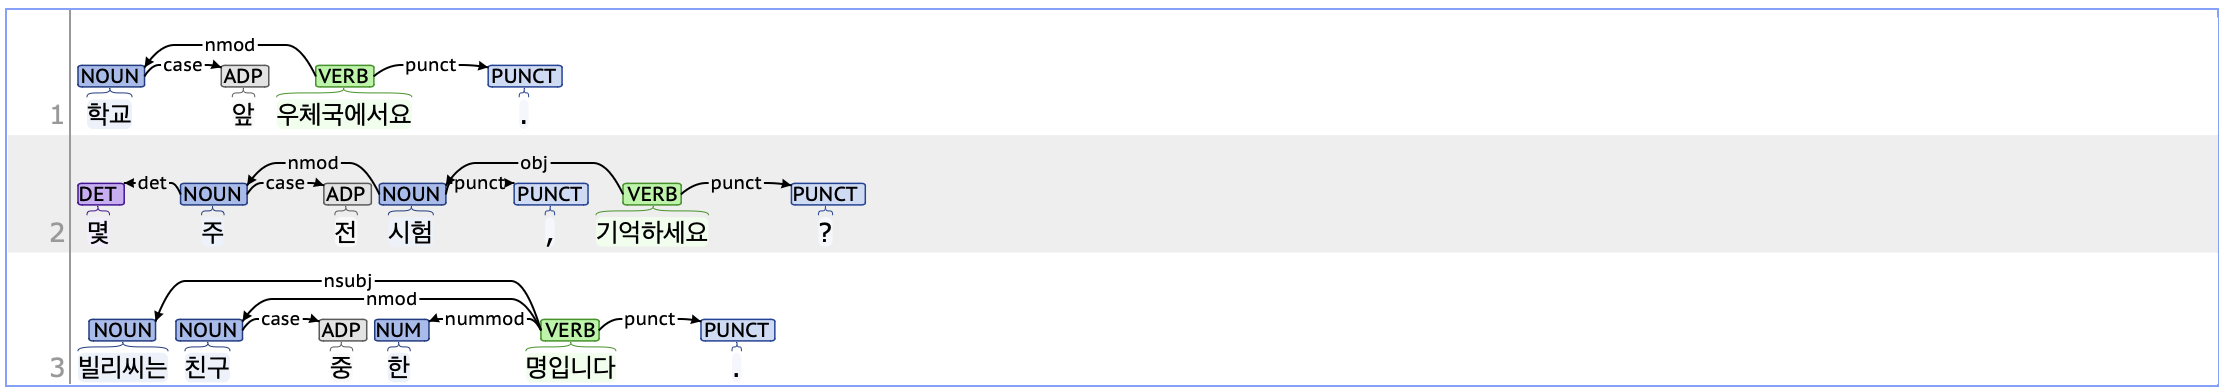 nmod
case punct
NOUN ADP VERB PUNCT
1 학교 앞 우체국에서요 .
nmod obj
det case punct punct
DET NOUN ADP NOUN PUNCT VERB PUNCT
2 몇 주 전 시험 , 기억하세요 ?
nsubj
nmod
case nummod punct
NOUN NOUN ADP NUM VERB PUNCT
3 빌리씨는 친구 중 한 명입니다 .